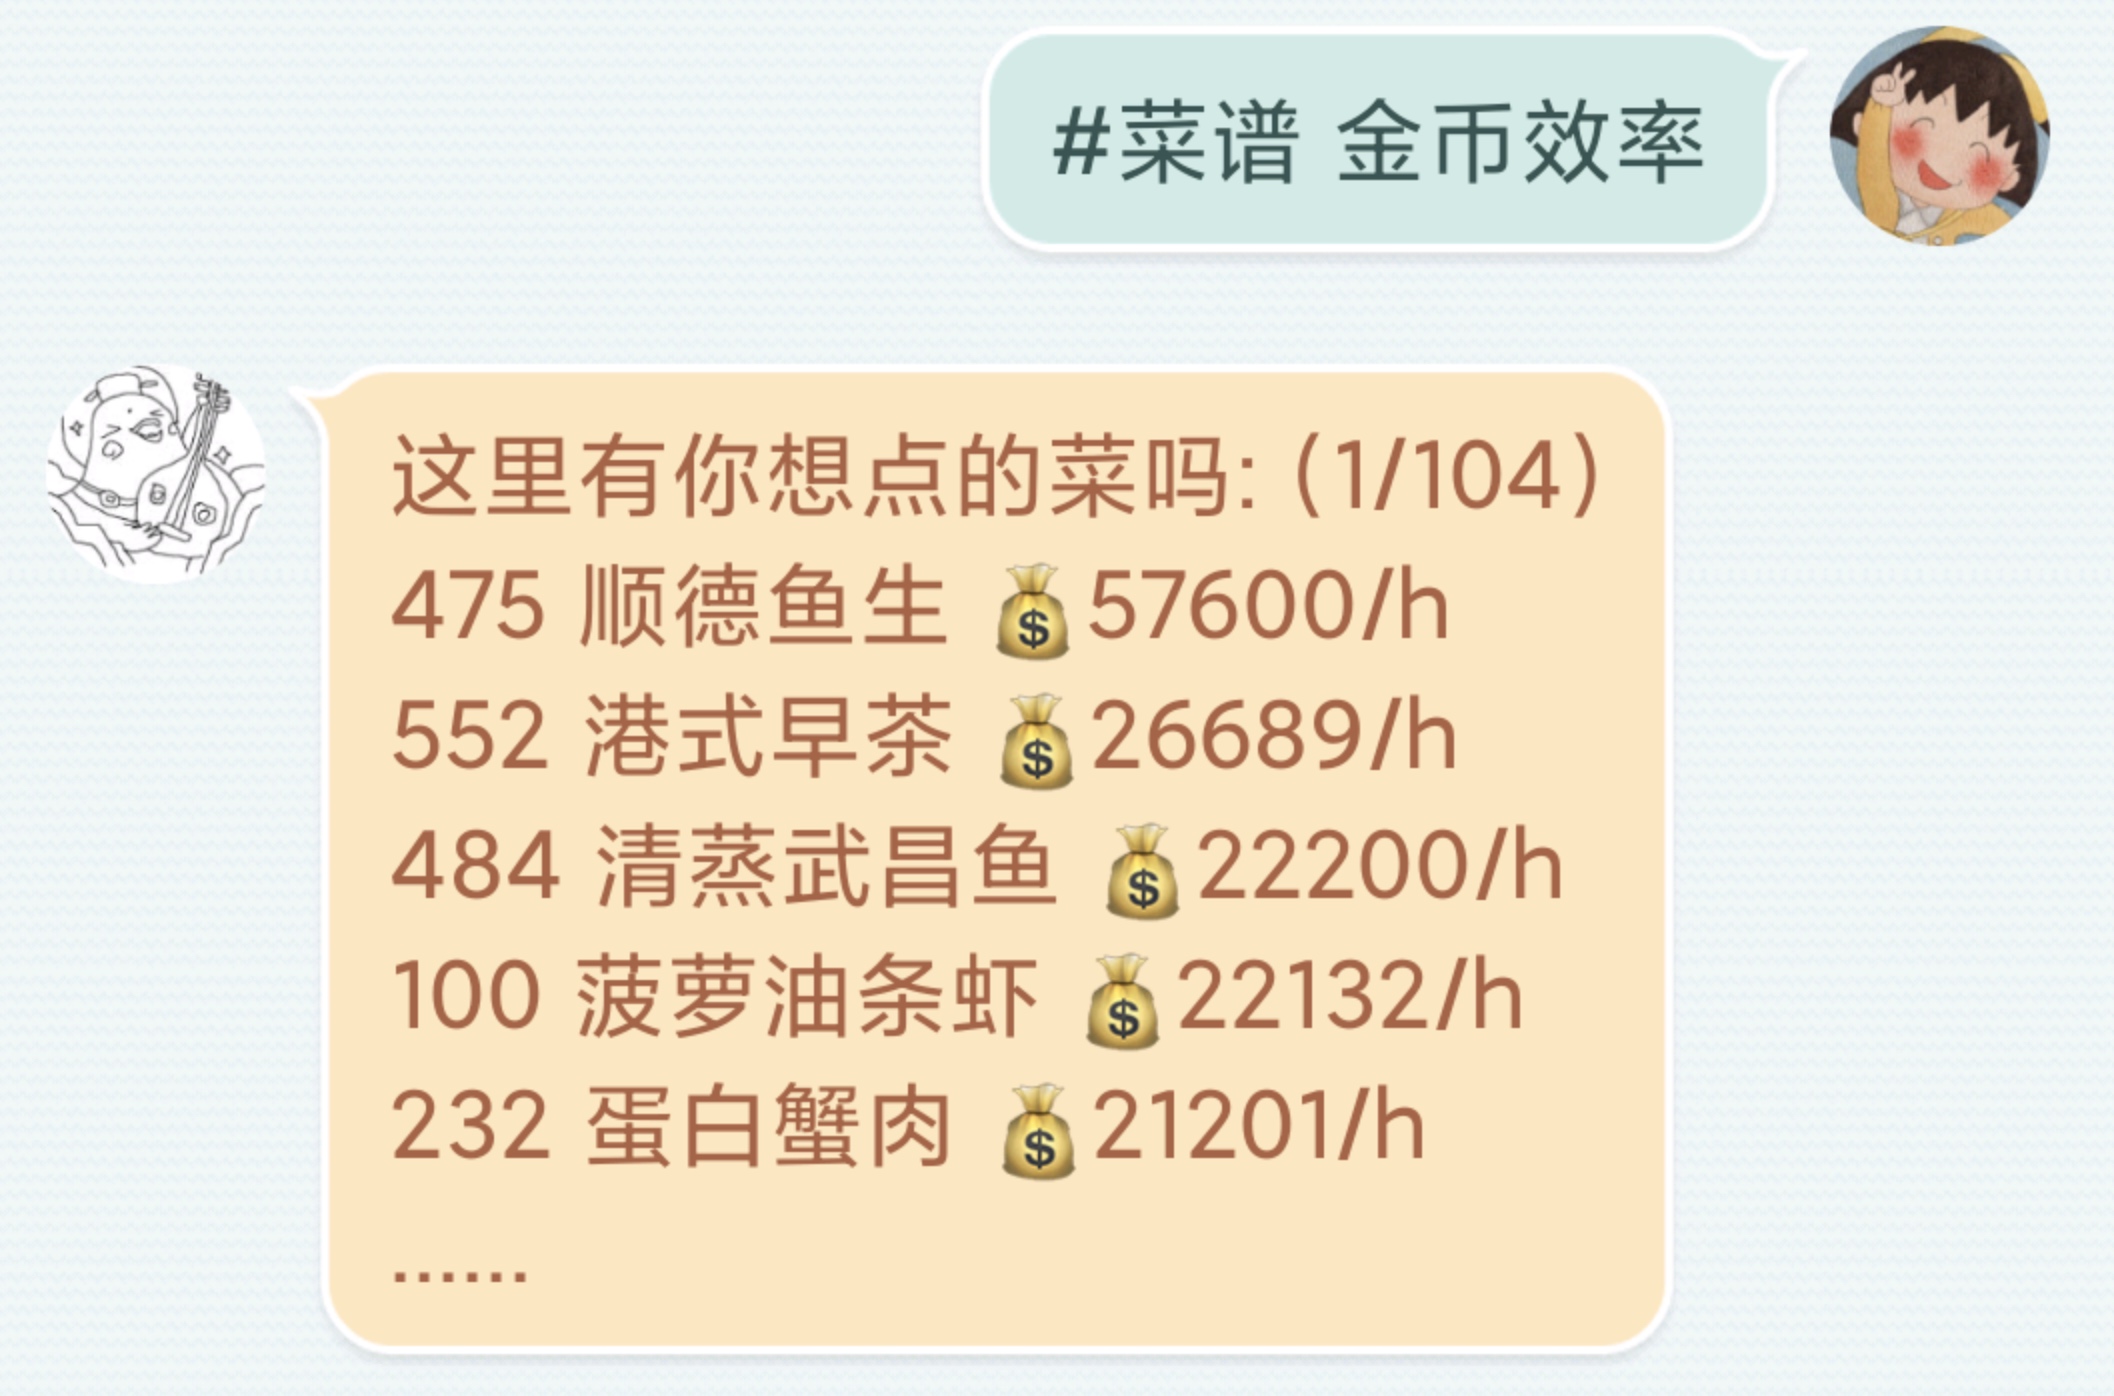 #菜谱 金币效率
这里有你想点的菜吗:（1/104）
475 顺德鱼生 💰57600/h
552 港式早茶 💰26689/h
484 清蒸武昌鱼 💰22200/h
100 菠萝油条虾 💰22132/h
232 蛋白蟹肉 💰21201/h
......